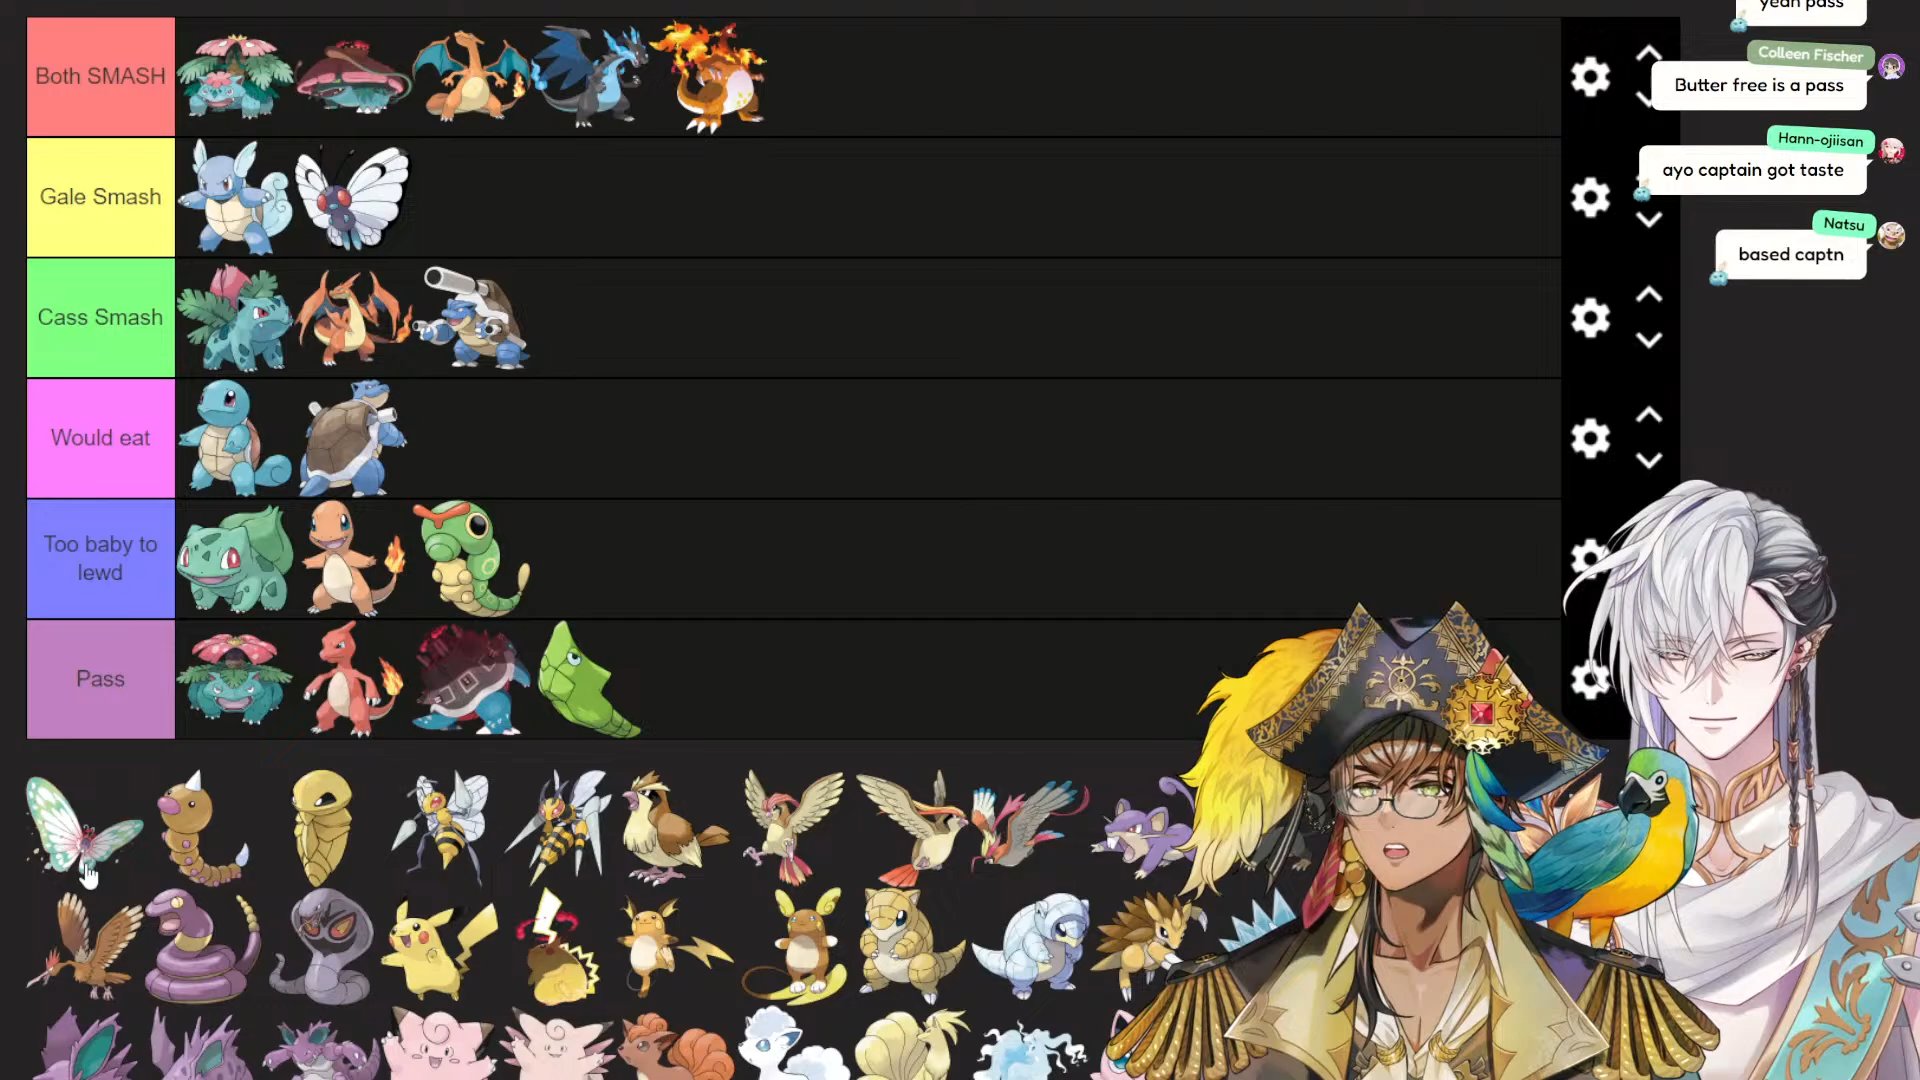 Both SMASH
Gale Smash
Cass Smash
Would eat
Too baby to
lewd
Pass
yeah pass
Colleen Fischer
Butter free is a pass
Hann-ojiisan
ayo captain got taste
Natsu
based captn